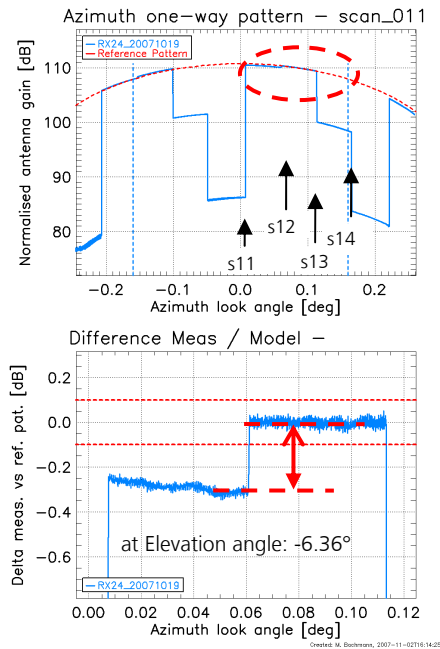 Azimuth one-way pattern – scan_011
RX24_20071019
Reference Pattern
Normalised antenna gain [dB]
110
100
90
80
s11
s12
s13
s14
-0.2
-0.1
0.0
0.1
0.2
Azimuth look angle [deg]
Difference Meas / Model –
Delta meas. vs ref. pat. [dB]
0.2
0.0
-0.2
-0.4
-0.6
at Elevation angle: -6.36°
RX24_20071019
0.00
0.02
0.04
0.06
0.08
0.10
0.12
Azimuth look angle [deg]
Created: M. Bachmann, 2007-11-02T16:14:25